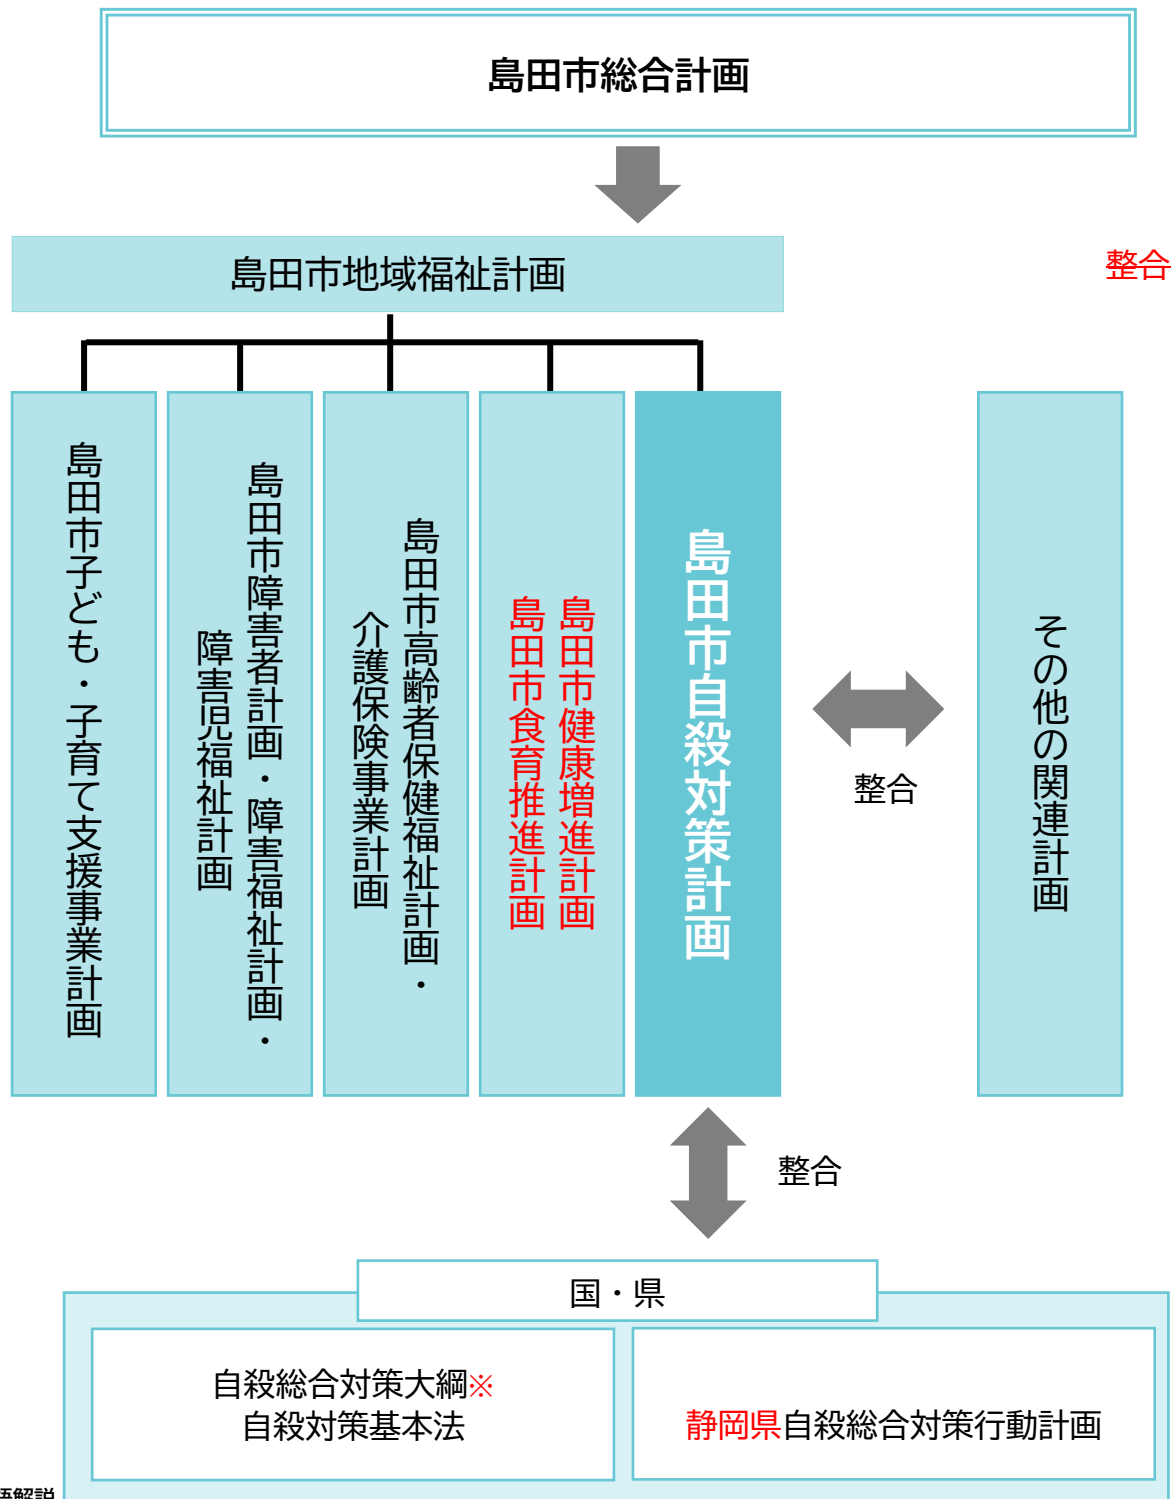 島田市総合計画
島田市地域福祉計画
整合
島田市子ども・子育て支援事業計画
島田市障害者計画・障害福祉計画・
障害児福祉計画
島田市高齢者保健福祉計画・
介護保険事業計画
島田市健康増進計画
島田市食育推進計画
島田市自殺対策計画
整合
その他の関連計画
整合
国・県
自殺総合対策大綱※
自殺対策基本法
静岡県自殺総合対策行動計画
語解説